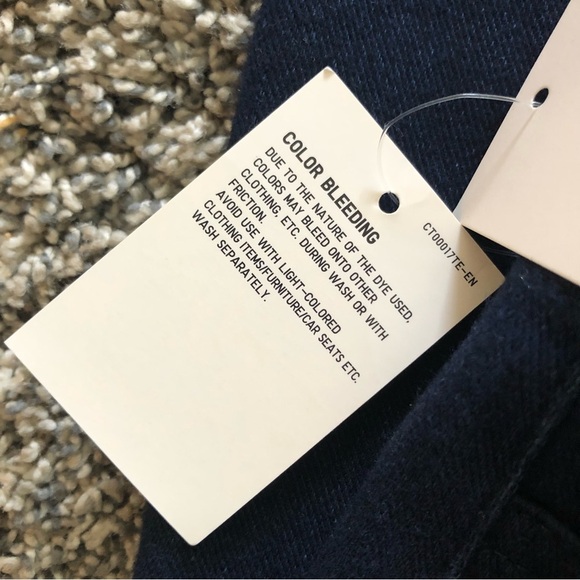 COLOR BLEEDING
DUE TO THE NATURE OF THE DYE USED,
COLORS MAY BLEED ONTO OTHER
CLOTHING, ETC. DURING WASH OR WITH
FRICTION.
AVOID USE WITH LIGHT-COLORED
CLOTHING ITEMS/FURNITURE/CAR SEATS ETC.
WASH SEPARATELY.
CT00017TE-EN